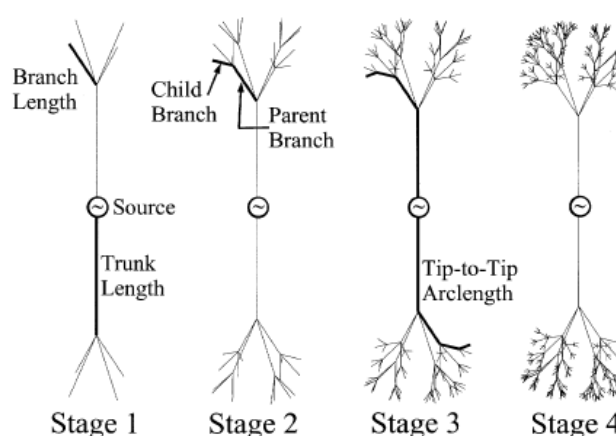 Branch
Length
Child
Branch
Parent
Branch
~ Source
~
~
~
Trunk
Length
Tip-to-Tip
Arclength
Stage 1 Stage 2 Stage 3 Stage 4